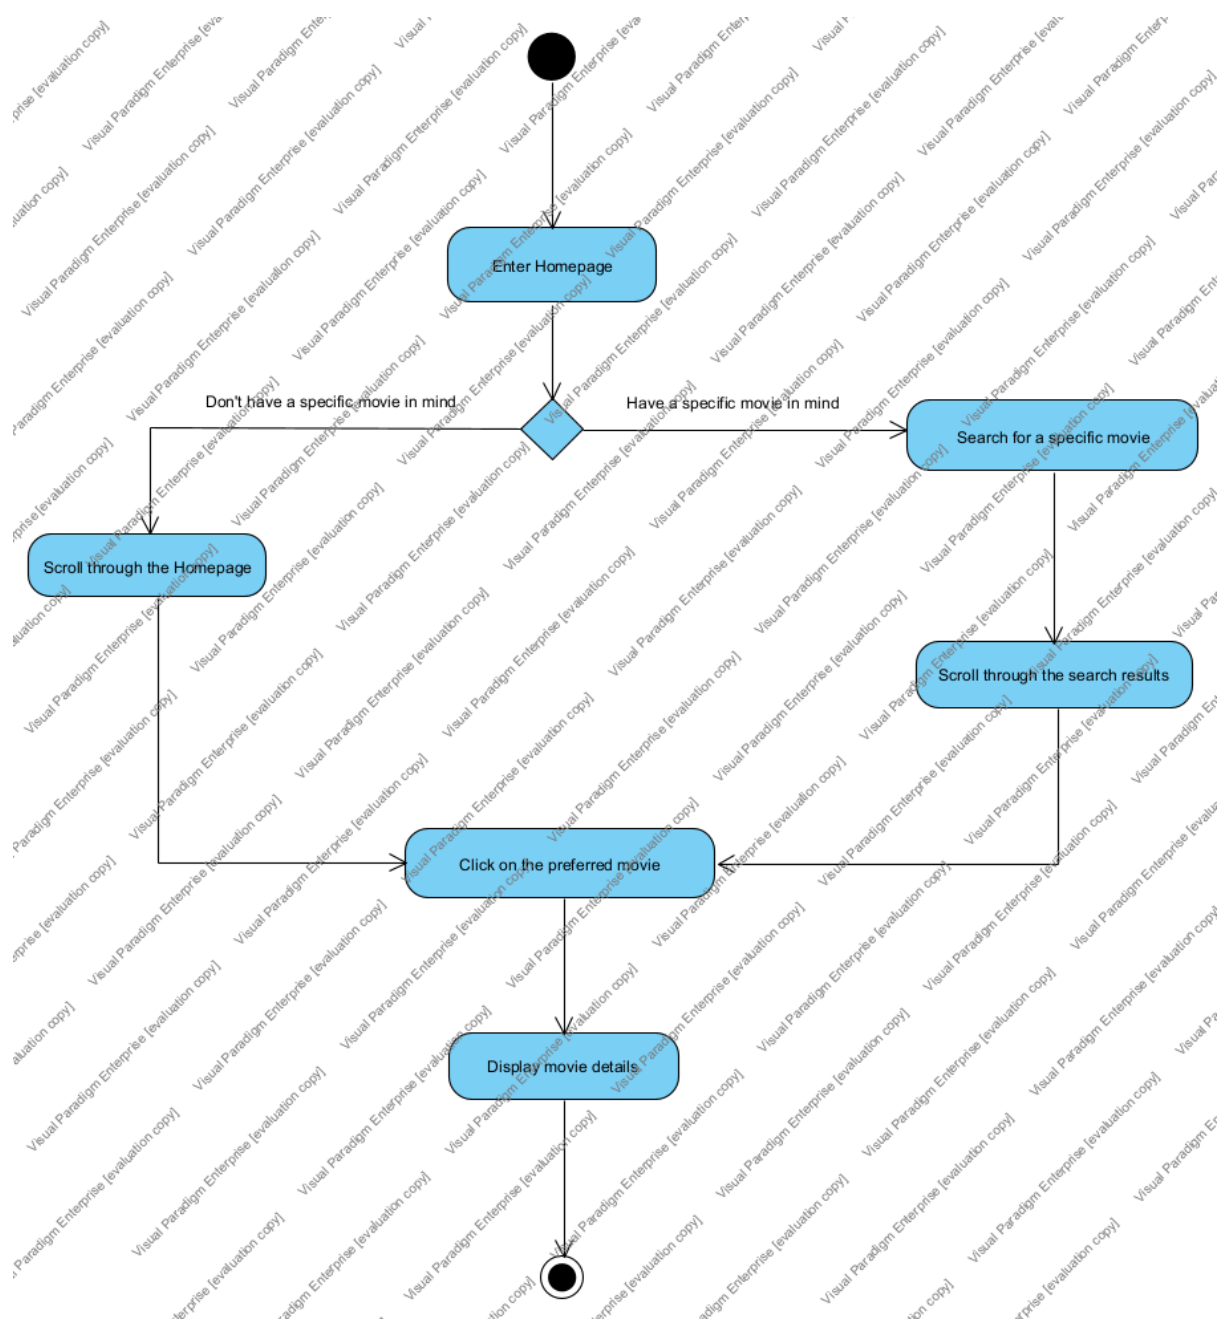 Enter Homepage
Don't have a specific movie in mind
Have a specific movie in mind
Search for a specific movie
Scroll through the Homepage
Scroll through the search results
Click on the preferred movie
Display movie details
Visual Paradigm Enterprise [evaluation copy]